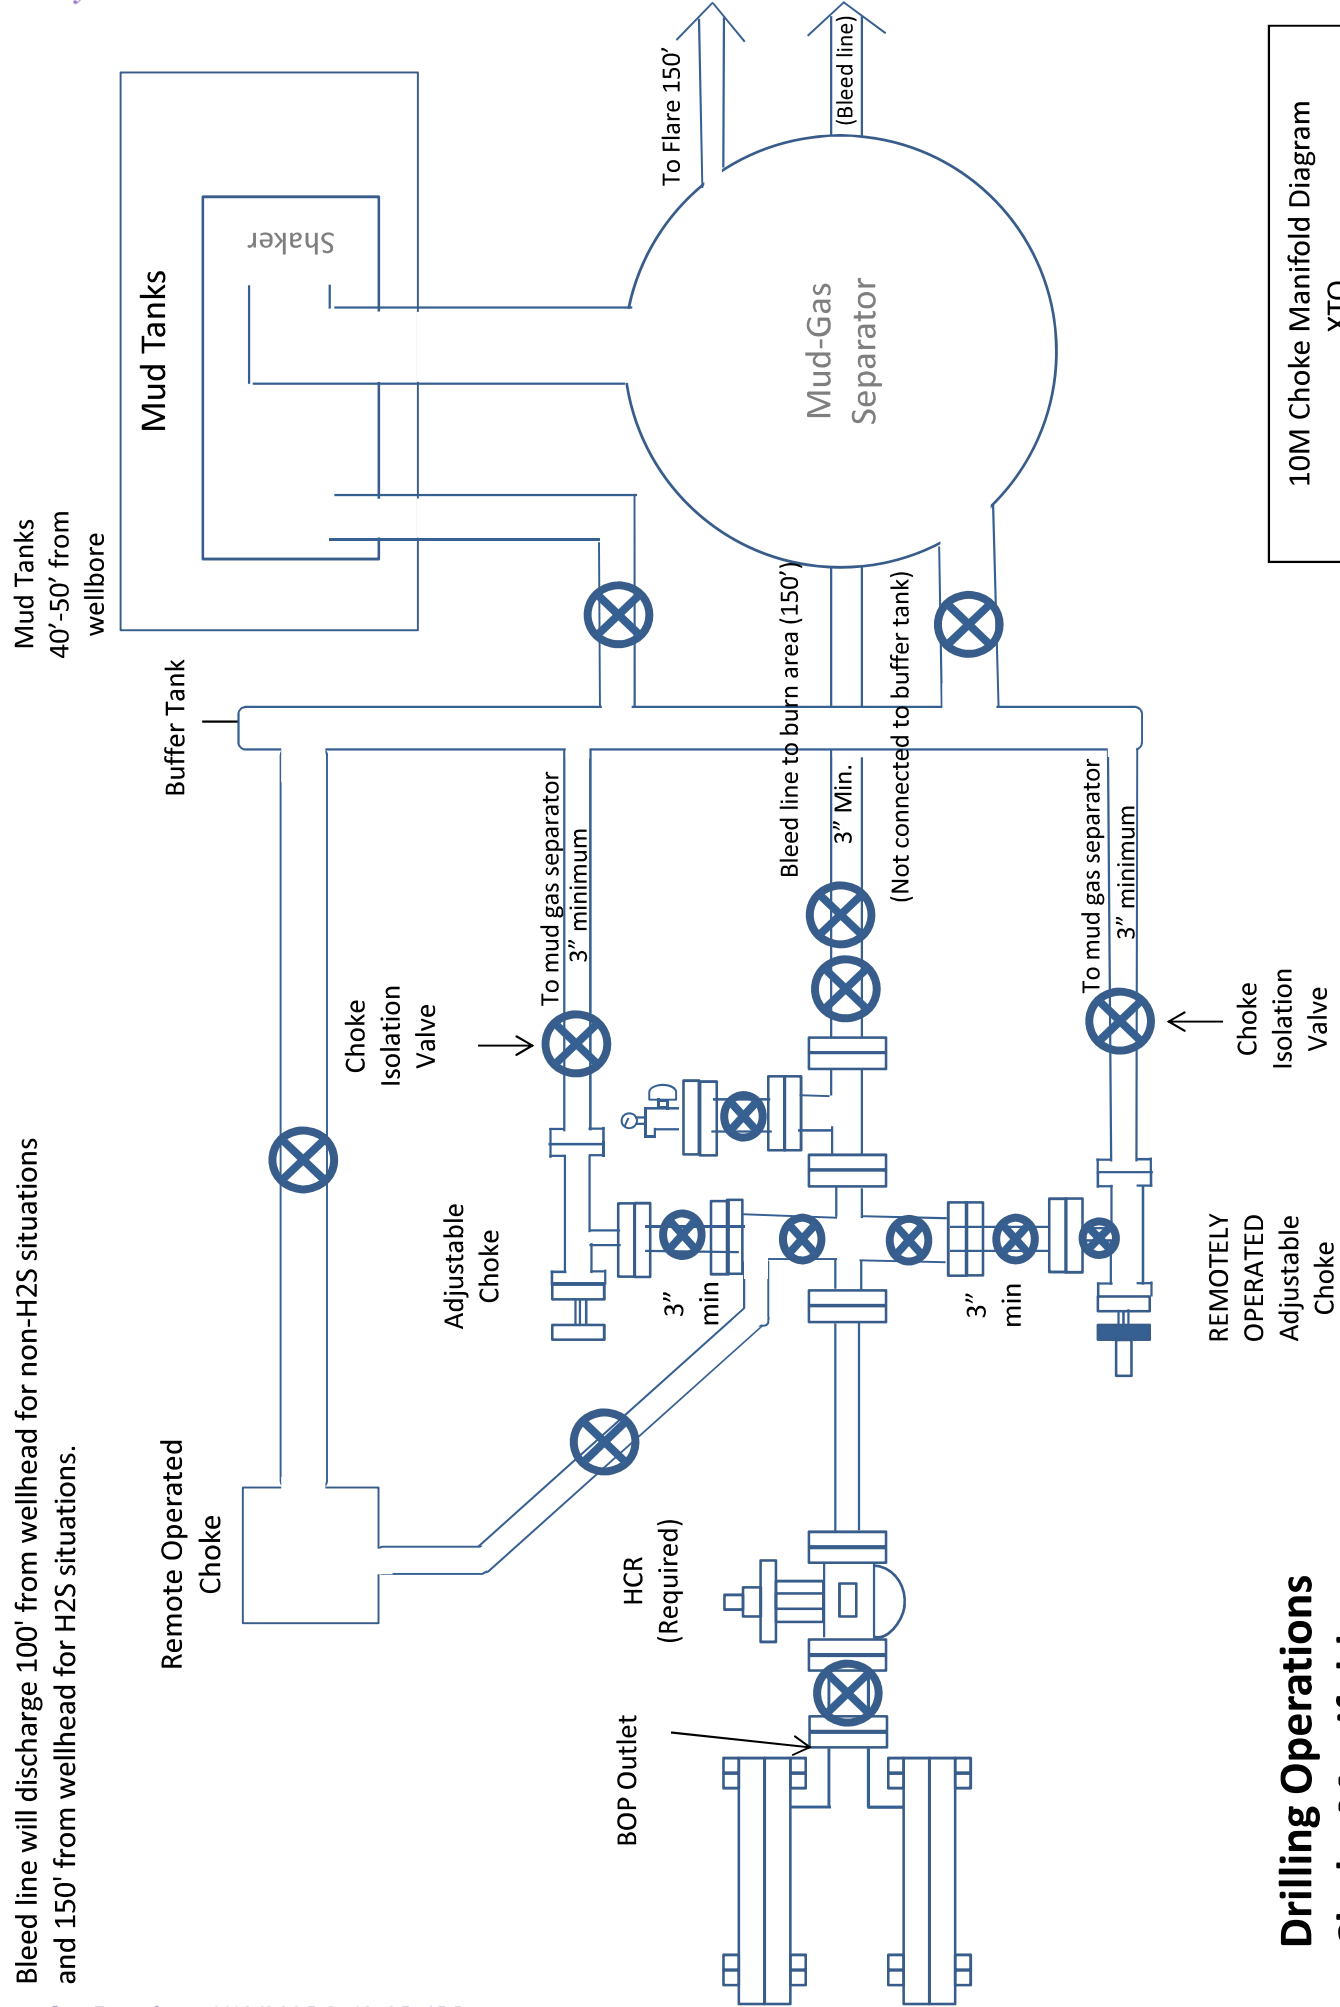 Bleed line will discharge 100' from wellhead for non-H2S situations
and 150' from wellhead for H2S situations.
Mud Tanks
40’-50’ from
wellbore
Mud Tanks
Shaker
Buffer Tank
Remote Operated
Choke
Choke
Isolation
Valve
Adjustable
Choke
To mud gas separator
3” minimum
To Flare 150’
(Bleed line)
Mud-Gas
Separator
Bleed line to burn area (150’)
3” Min.
(Not connected to buffer tank)
3”
min
3”
min
HCR
(Required)
BOP Outlet
To mud gas separator
3” minimum
Choke
Isolation
Valve
REMOTELY
OPERATED
Adjustable
Choke
10M Choke Manifold Diagram
XTO
Drilling Operations